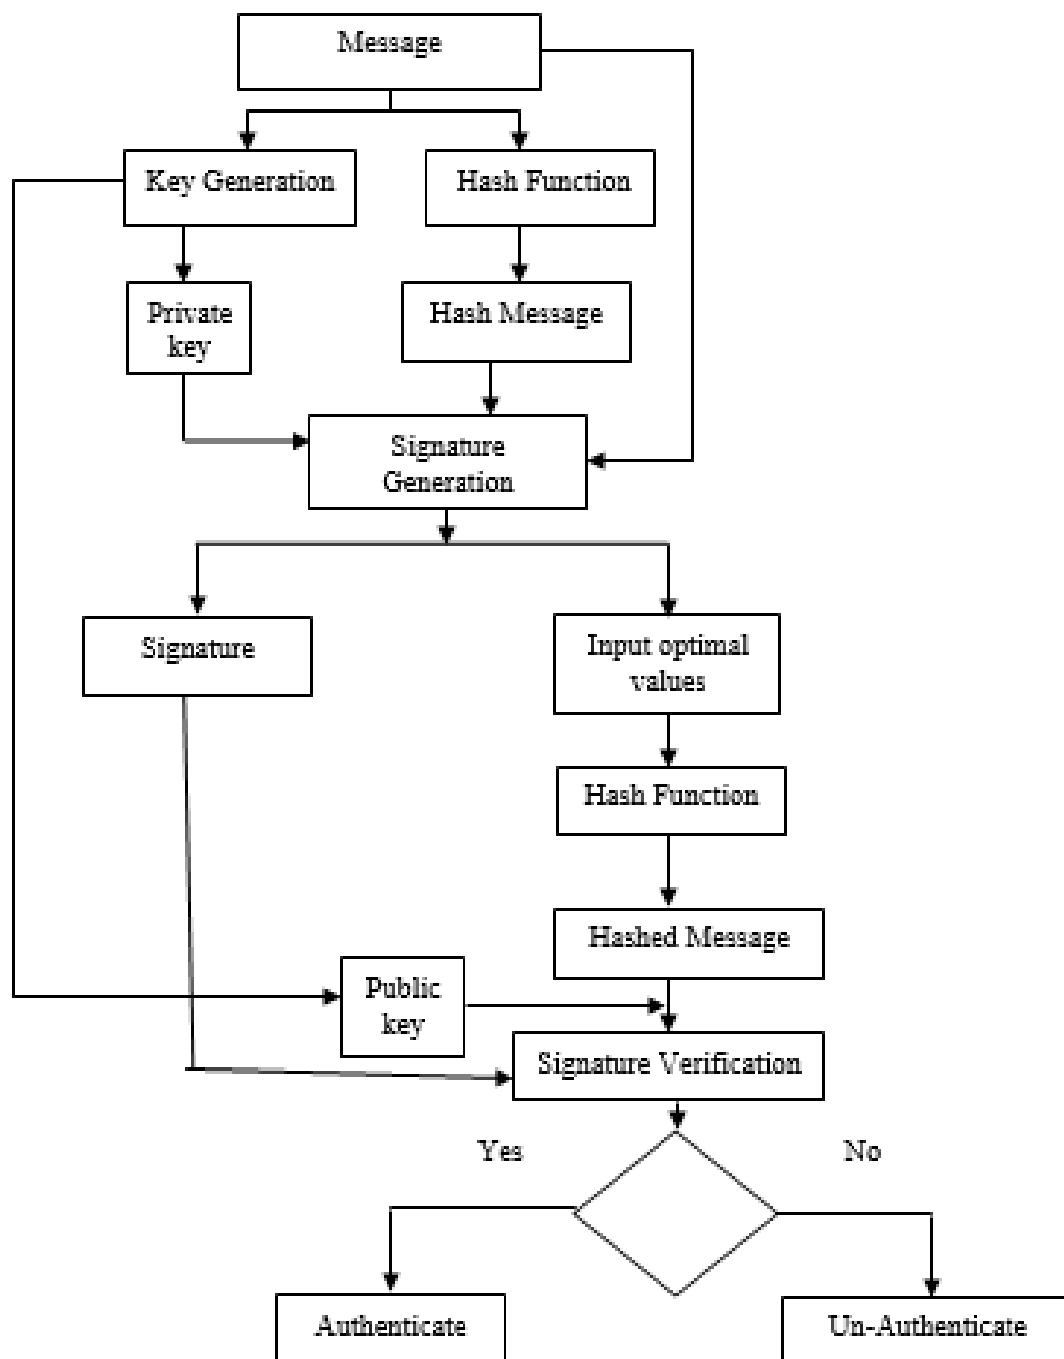 Message
Key Generation
Hash Function
Private
key
Hash Message
Signature
Generation
Signature
Input optimal
values
Hash Function
Hashed Message
Public
key
Signature Verification
Yes
No
Authenticate
Un-Authenticate